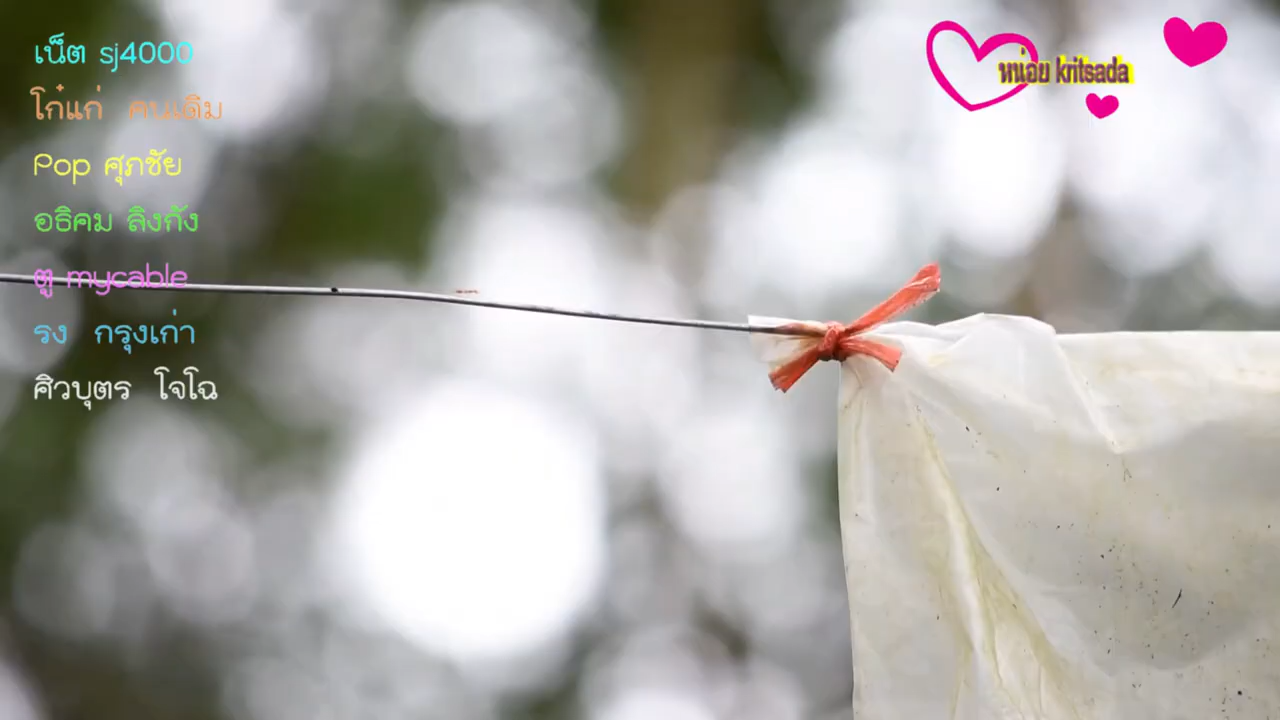 เน็ต sj4000
โก๋แก่ คนเดิม
Pop ศุภชัย
อธิคม ลิงกัง
ตู mycable
รง กรุงเก่า
ศิวบุตร โจโฉ
หน่อย kritsada